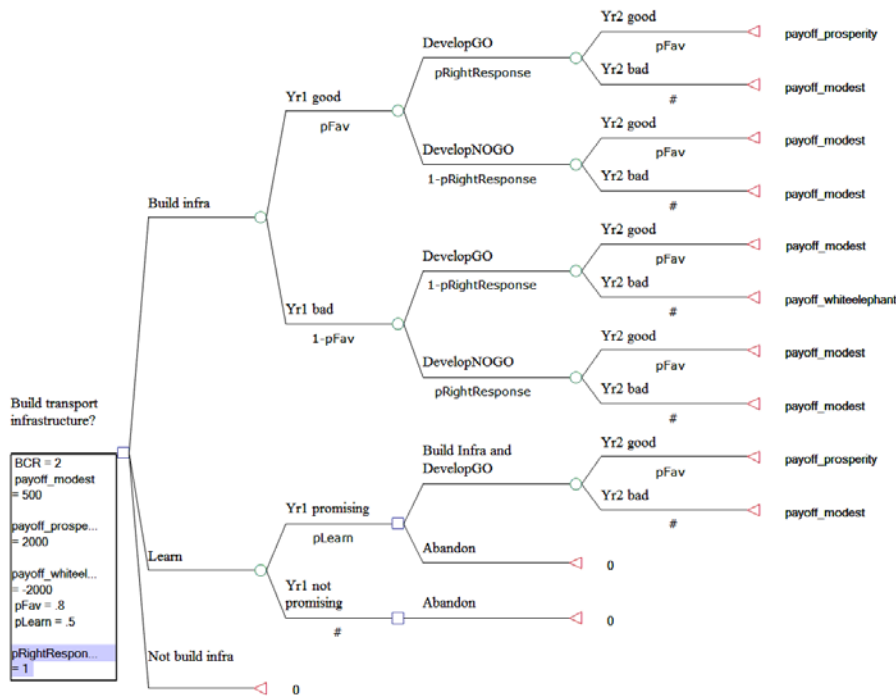 Yr2 good
pFav
payoff_prosperity
DevelopGO
pRightResponse
Yr2 bad
#
payoff_modest
Yr1 good
pFav
Yr2 good
pFav
payoff_modest
DevelopNOGO
1-pRightResponse
Yr2 bad
#
payoff_modest
Build infra
Yr2 good
pFav
payoff_modest
DevelopGO
1-pRightResponse
Yr2 bad
#
payoff_whiteelephant
Yr1 bad
1-pFav
Yr2 good
pFav
payoff_modest
DevelopNOGO
pRightResponse
Yr2 bad
#
payoff_modest
Build transport
infrastructure?
BCR = 2
payoff_modest
= 500
payoff_prospe...
= 2000
payoff_whiteel...
= -2000
pFav = .8
pLearn = .5
pRightRespon...
= 1
Build Infra and
DevelopGO
Yr2 good
pFav
payoff_prosperity
Yr2 bad
#
payoff_modest
Yr1 promising
pLearn
Abandon
0
Learn
Yr1 not
promising
#
Abandon
0
Not build infra
0